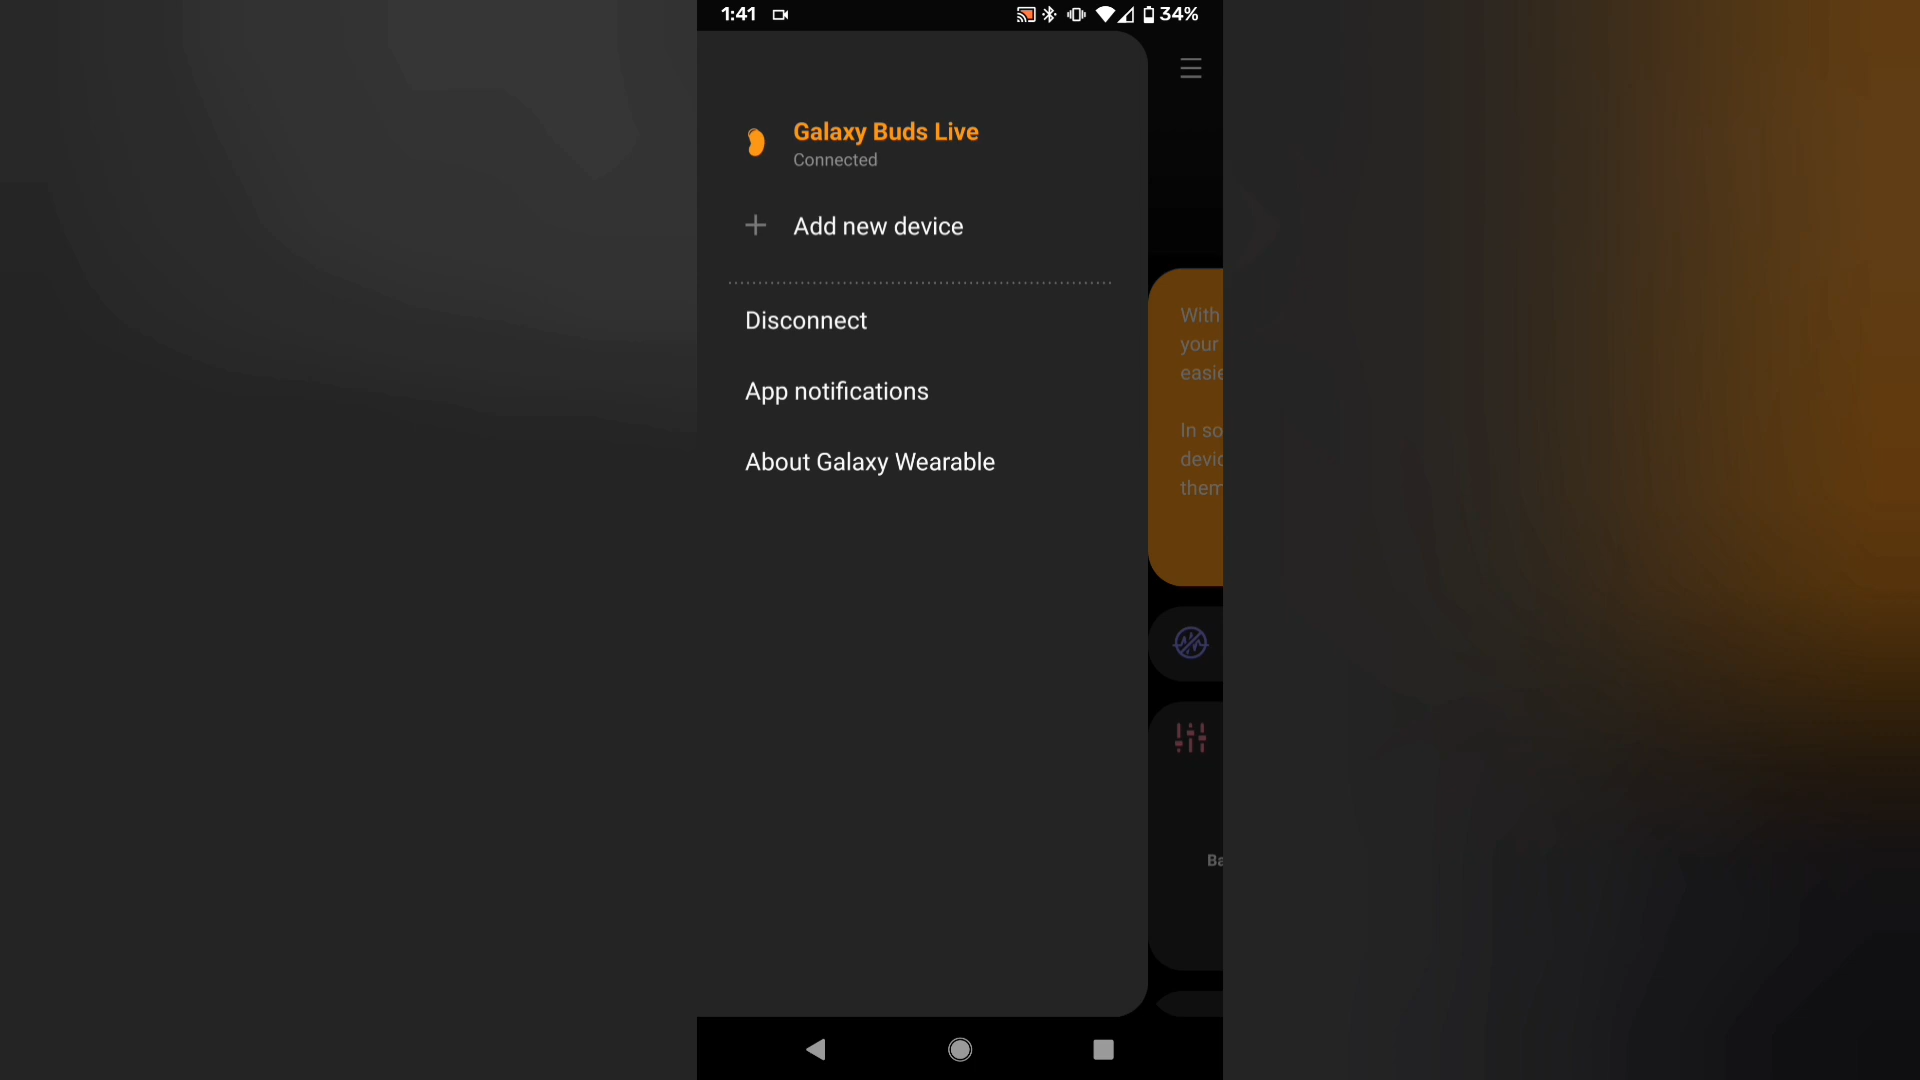 1:41
34%
Galaxy Buds Live
Connected
Add new device
Disconnect
App notifications
About Galaxy Wearable
With
your
In so
them